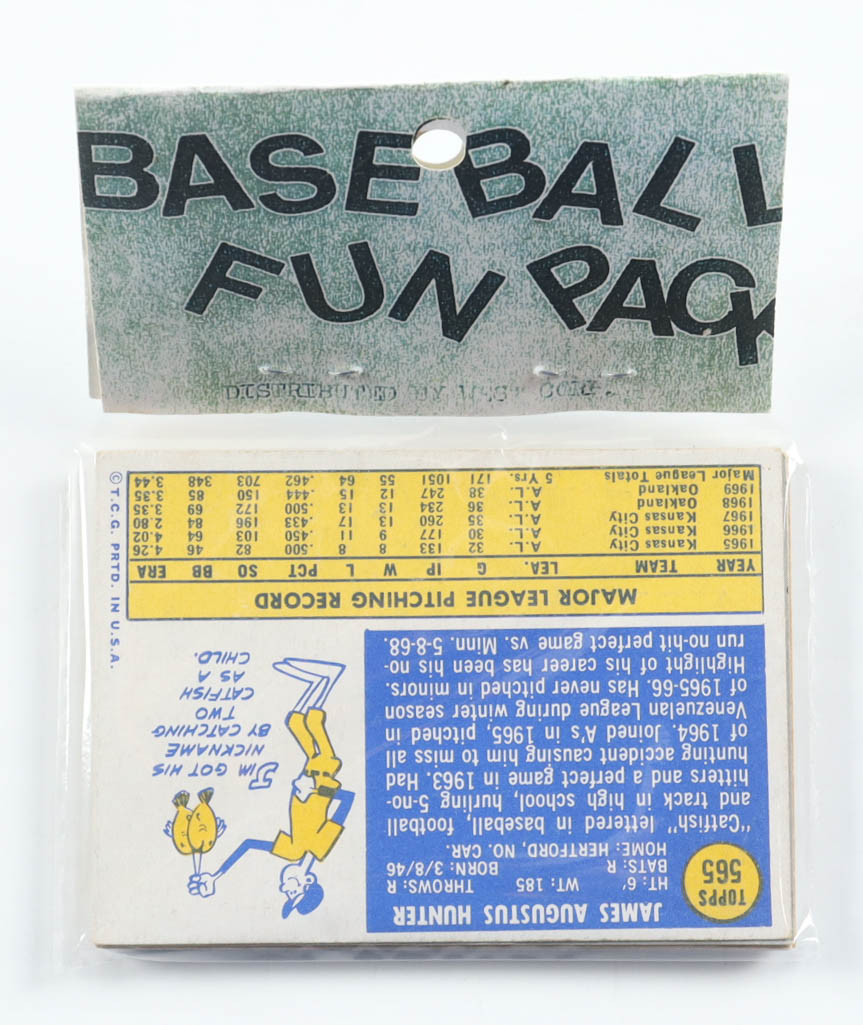 BASEBALL
FUN PACK
DISTRIBUTED BY
TOPPS
565
JAMES AUGUSTUS HUNTER
HT: 6' WT: 185 THROWS: R
BATS: R BORN: 3/8/46
HOME: HERTFORD, NO. CAR.
"Catfish" lettered in baseball, football
and track in high school, hurling 5-no-
hitters and a perfect game in 1963. Had
hunting accident causing him to miss all
of 1964. Joined A's in 1965, pitched in
Venezuelan League during winter season
of 1965-66. Has never pitched in minors.
Highlight of his career has been his no-
run no-hit perfect game vs. Minn. 5-8-68.
JIM GOT HIS
NICKNAME
BY CATCHING
TWO
CATFISH
AS A
CHILD.
MAJOR LEAGUE PITCHING RECORD
YEAR TEAM LEA. G IP W L PCT SO BB ERA
1965 Kansas City A.L. 32 133 8 8 .500 82 46 4.26
1966 Kansas City A.L. 30 177 9 11 .450 103 64 4.02
1967 Kansas City A.L. 35 260 13 17 .433 196 84 2.80
1968 Oakland A.L. 36 234 13 13 .500 172 69 3.35
1969 Oakland A.L. 38 247 12 15 .444 150 85 3.35
Major League Totals 5 Yrs. 171 1051 55 64 .462 703 348 3.44
© T.C.G. PRTD. IN U.S.A.